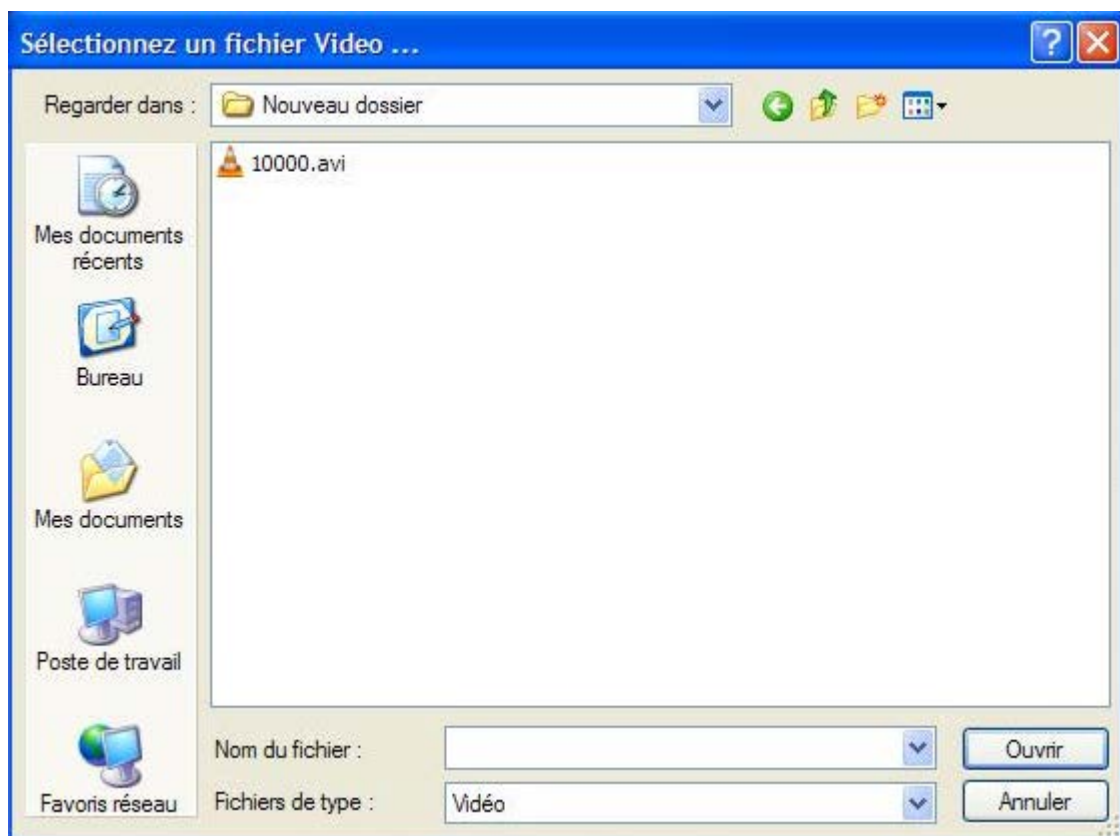 Sélectionnez un fichier Video ...
Regarder dans :
Nouveau dossier
10000.avi
Mes documents
récents
Bureau
Mes documents
Poste de travail
Favoris réseau
Nom du fichier :
Ouvrir
Fichiers de type :
Vidéo
Annuler